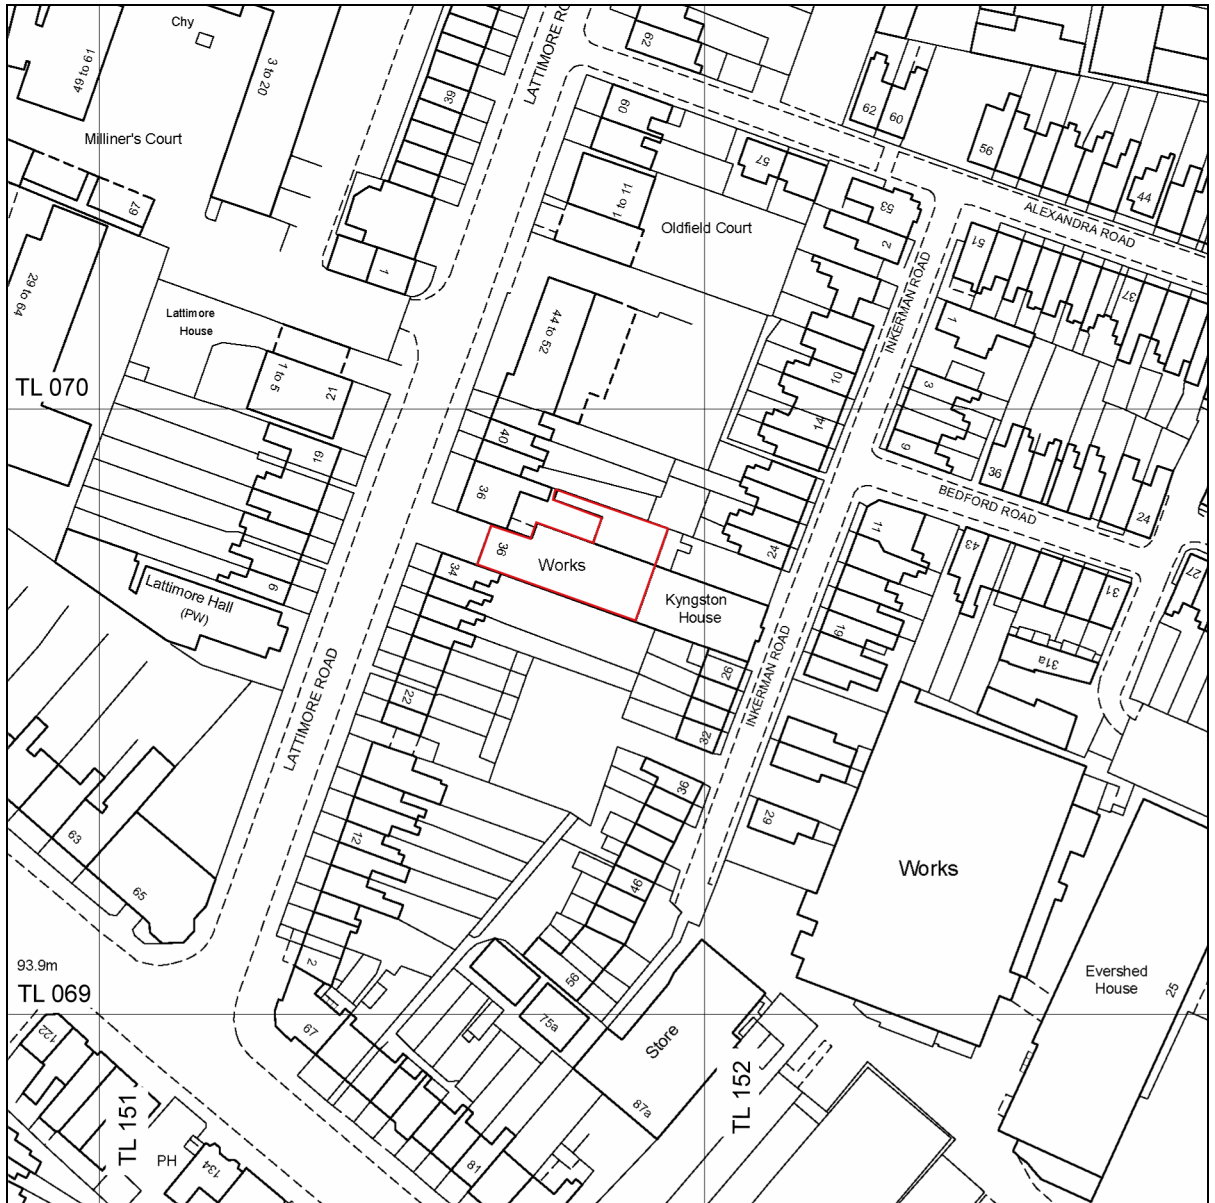 Chy
LATTIMORE RO
62
49 to 61
3 to 20
39
60
62
60
56
Milliner's Court
57
44
67
1 to 11
53
Oldfield Court
2
ALEXANDRA ROAD
51
1
INKERMAN ROAD
29 to 64
37
Lattimore
House
44 to 52
1
1 to 5
21
10
3
TL 070
14
40
9
19
36
36
BEDFORD ROAD
24
11
36
24
43
34
Works
27
6
Lattimore Hall
(PW)
Kyngston
House
31
19
31a
26
LATTIMORE ROAD
22
INKERMAN ROAD
32
36
63
12
29
Works
65
46
93.9m
2
56
Evershed
House
25
TL 069
122
67
75a
Store
TL 151
TL 152
87a
PH
134
81